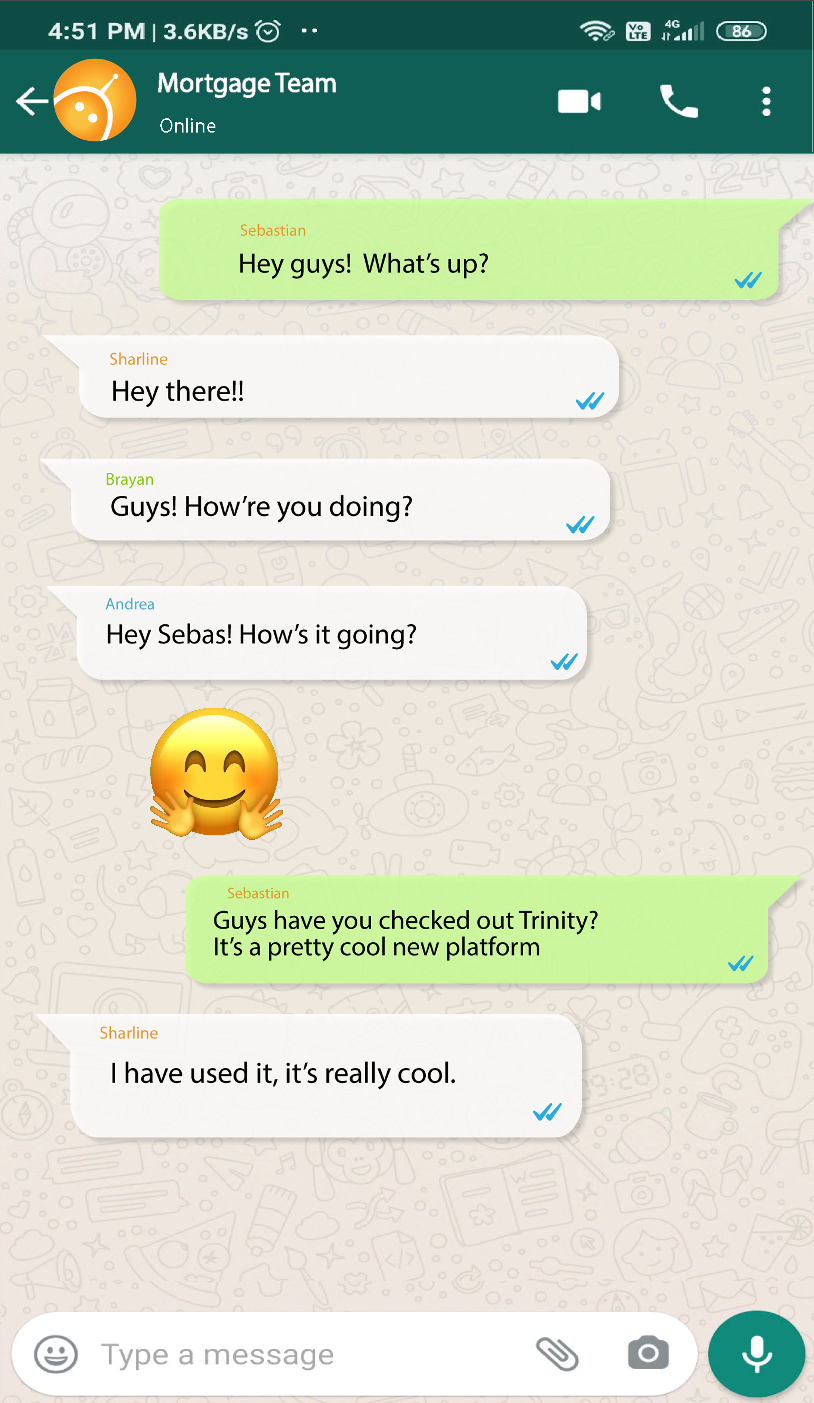 4:51 PM | 3.6KB/s
Vo LTE
4G
86
Mortgage Team
Online
Sebastian
Hey guys!  What’s up?
Sharline
Hey there!!
Brayan
Guys! How’re you doing?
Andrea
Hey Sebas! How’s it going?
Sebastian
Guys have you checked out Trinity?
It’s a pretty cool new platform
Sharline
I have used it, it’s really cool.
Type a message